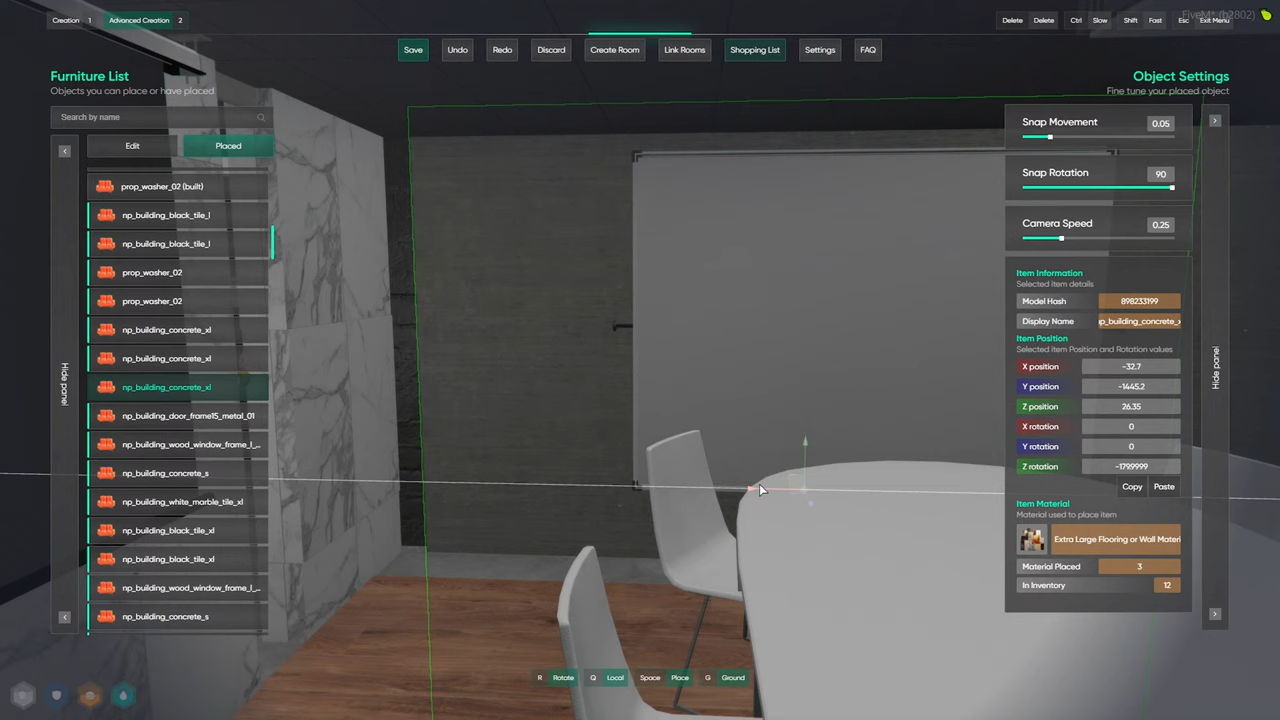 Creation 1 Advanced Creation 2
Delete Delete Ctrl Slow Shift Fast Esc Exit Menu
FiveM* (b2802)
Save Undo Redo Discard Create Room Link Rooms Shopping List Settings FAQ
Furniture List
Objects you can place or have placed
Search by name
Edit Placed
Hide panel
prop_washer_02 (built)
np_building_black_tile_l
np_building_black_tile_l
prop_washer_02
prop_washer_02
np_building_concrete_xl
np_building_concrete_xl
np_building_concrete_xl
np_building_door_frame15_metal_01
np_building_wood_window_frame_l_...
np_building_concrete_s
np_building_white_marble_tile_xl
np_building_black_tile_xl
np_building_black_tile_xl
np_building_wood_window_frame_l_...
np_building_concrete_s
R Rotate Q Local Space Place G Ground
Object Settings
Fine tune your placed object
Snap Movement 0.05
Snap Rotation 90
Camera Speed 0.25
Item Information
Selected item details
Model Hash 898233199
Display Name np_building_concrete_x
Item Position
Selected item Position and Rotation values
X position -32.7
Y position -1445.2
Z position 26.35
X rotation 0
Y rotation 0
Z rotation -179.9999
Copy Paste
Item Material
Material used to place item
Extra Large Flooring or Wall Materi
Material Placed 3
In Inventory 12
Hide panel